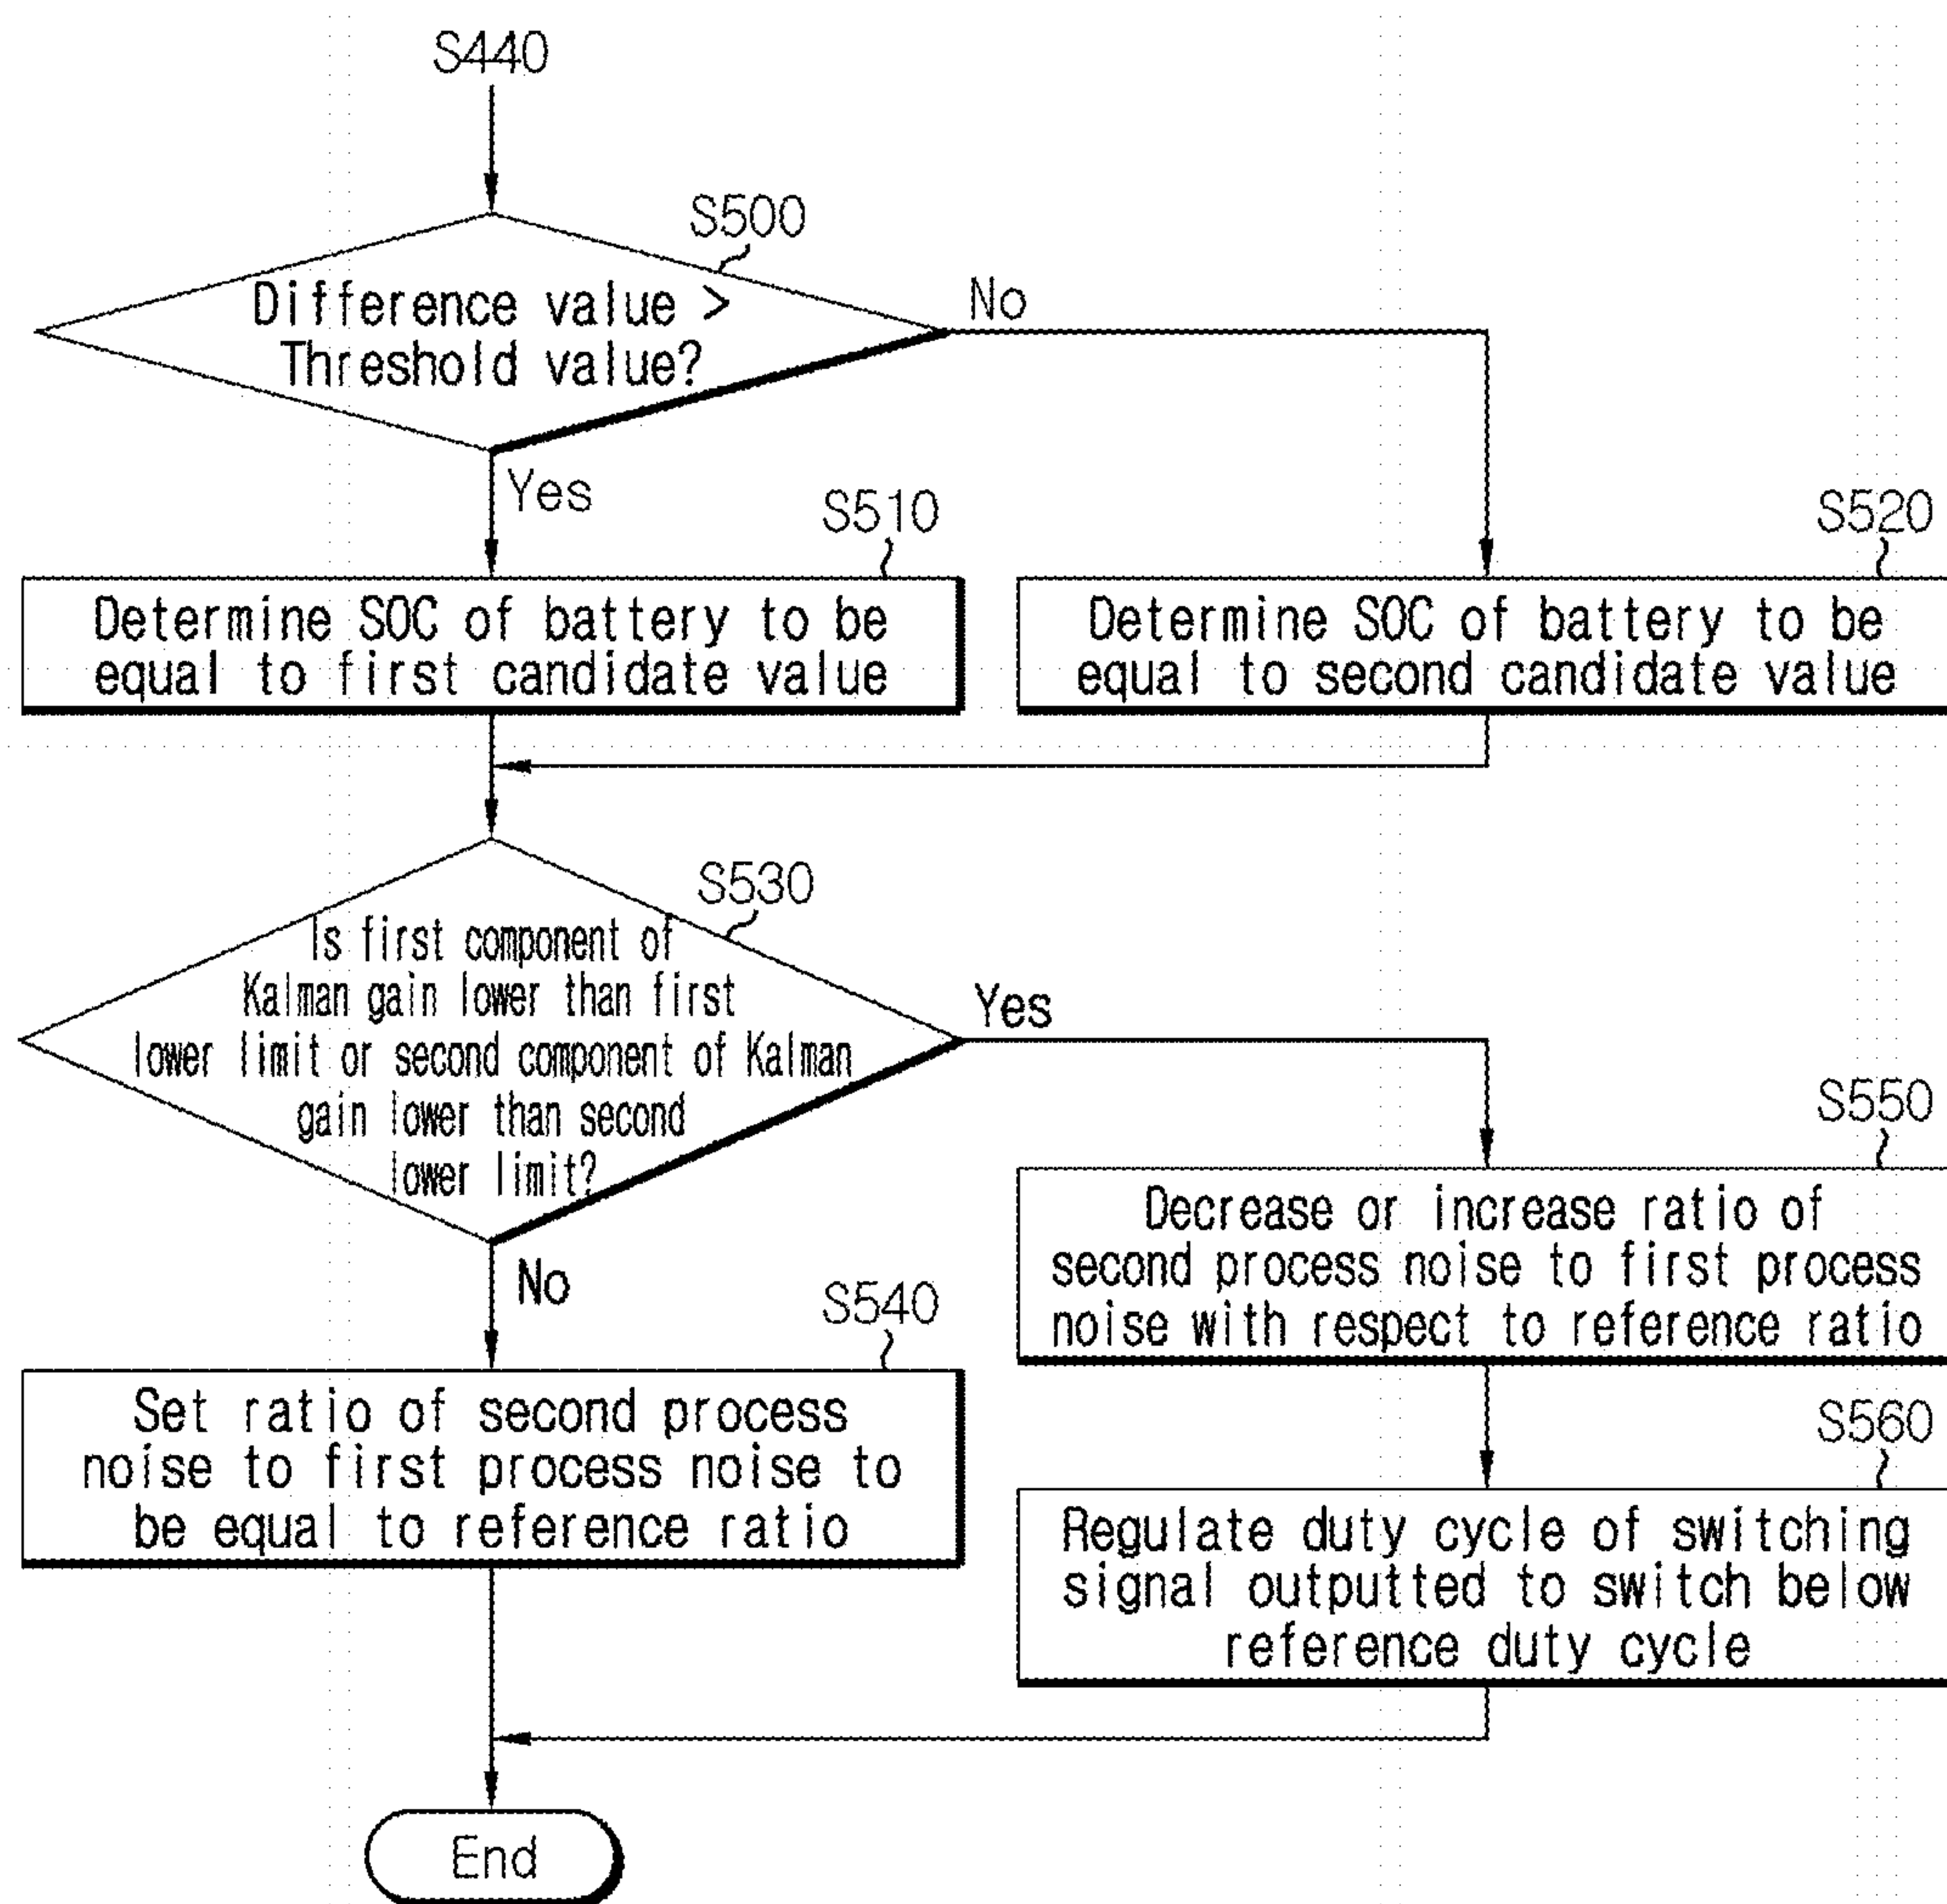 S440
S500
Difference value >
Threshold value?
No
Yes
S510
Determine SOC of battery to be
equal to first candidate value
S520
Determine SOC of battery to be
equal to second candidate value
S530
Is first component of
Kalman gain lower than first
lower limit or second component of Kalman
gain lower than second
lower limit?
Yes
No
S540
Set ratio of second process
noise to first process noise to
be equal to reference ratio
S550
Decrease or increase ratio of
second process noise to first process
noise with respect to reference ratio
S560
Regulate duty cycle of switching
signal outputted to switch below
reference duty cycle
End